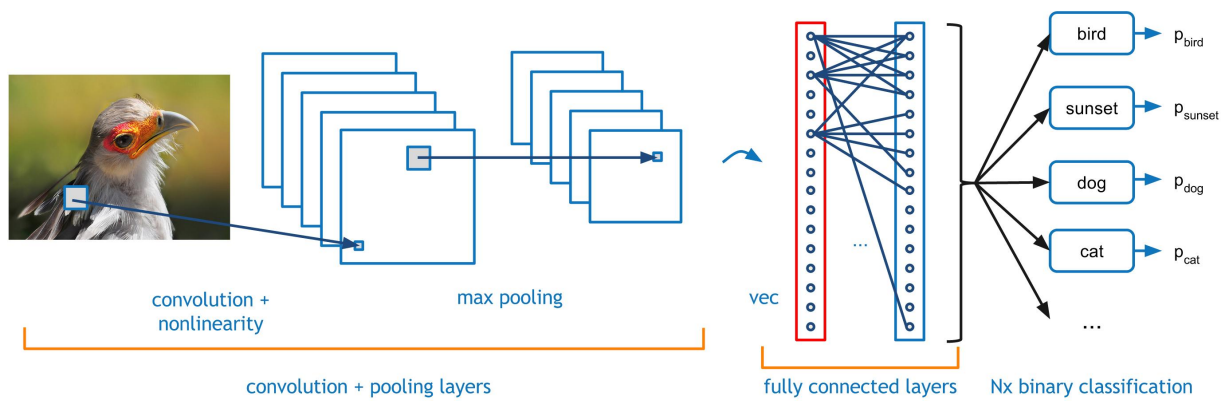 convolution +
nonlinearity
max pooling
convolution + pooling layers
vec
...
fully connected layers
bird
p_bird
sunset
p_sunset
dog
p_dog
cat
p_cat
...
Nx binary classification